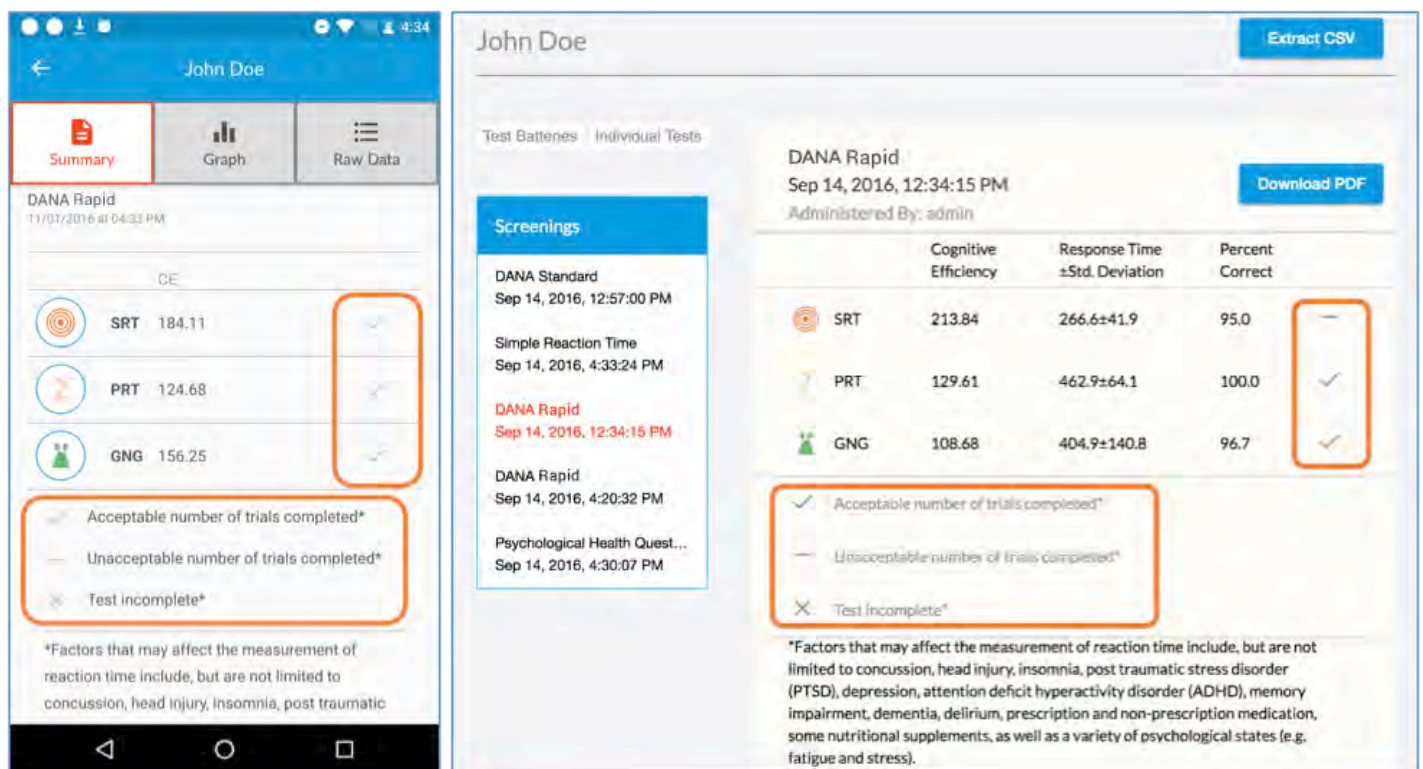 4:34
John Doe
Summary
Graph
Raw Data
DANA Rapid
11/01/2016 at 04:33 PM
CE
SRT 184.11
PRT 124.68
GNG 156.25
Acceptable number of trials completed*
Unacceptable number of trials completed*
Test incomplete*
*Factors that may affect the measurement of
reaction time include, but are not limited to
concussion, head injury, insomnia, post traumatic
John Doe
Extract CSV
Test Batteries Individual Tests
Screenings
DANA Standard
Sep 14, 2016, 12:57:00 PM
Simple Reaction Time
Sep 14, 2016, 4:33:24 PM
DANA Rapid
Sep 14, 2016, 12:34:15 PM
DANA Rapid
Sep 14, 2016, 4:20:32 PM
Psychological Health Quest...
Sep 14, 2016, 4:30:07 PM
DANA Rapid
Sep 14, 2016, 12:34:15 PM
Administered By: admin
Download PDF
Cognitive Response Time Percent
Efficiency ±Std. Deviation Correct
SRT 213.84 266.6±41.9 95.0
PRT 129.61 462.9±64.1 100.0
GNG 108.68 404.9±140.8 96.7
Acceptable number of trials completed*
Unacceptable number of trials completed*
Test incomplete*
*Factors that may affect the measurement of reaction time include, but are not
limited to concussion, head injury, insomnia, post traumatic stress disorder
(PTSD), depression, attention deficit hyperactivity disorder (ADHD), memory
impairment, dementia, delirium, prescription and non-prescription medication,
some nutritional supplements, as well as a variety of psychological states (e.g.
fatigue and stress).